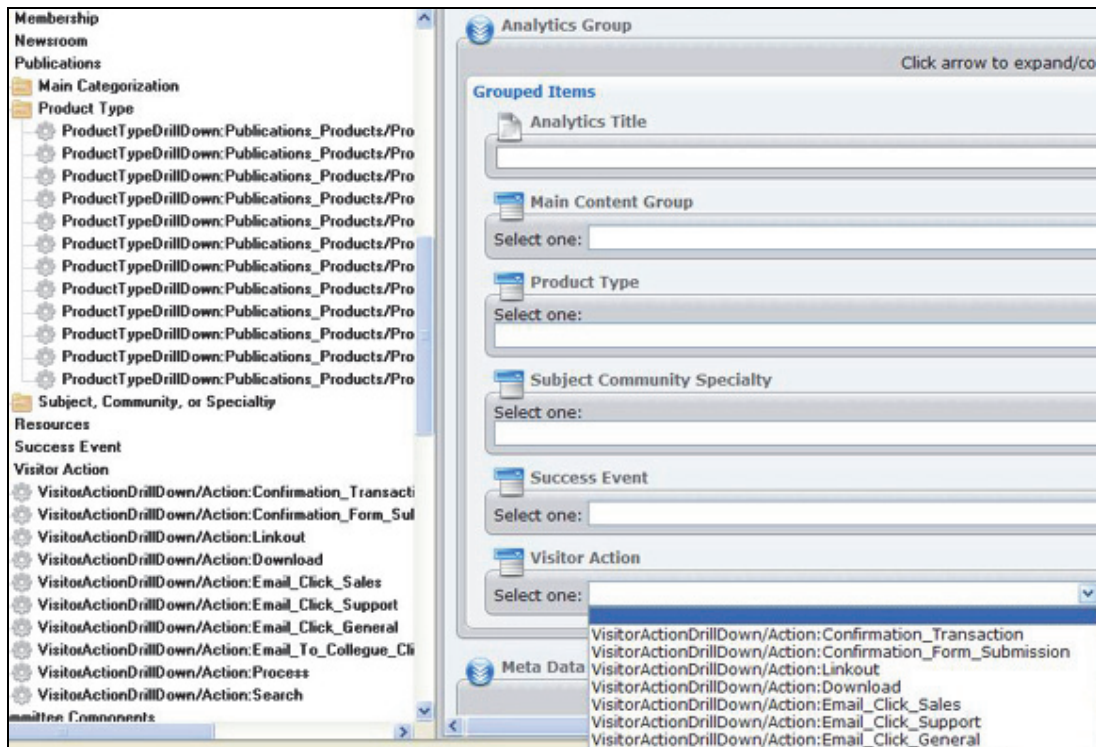 Membership
Newsroom
Publications
Main Categorization
Product Type
ProductTypeDrillDown:Publications_Products/Pro
ProductTypeDrillDown:Publications_Products/Pro
ProductTypeDrillDown:Publications_Products/Pro
ProductTypeDrillDown:Publications_Products/Pro
ProductTypeDrillDown:Publications_Products/Pro
ProductTypeDrillDown:Publications_Products/Pro
ProductTypeDrillDown:Publications_Products/Pro
ProductTypeDrillDown:Publications_Products/Pro
ProductTypeDrillDown:Publications_Products/Pro
ProductTypeDrillDown:Publications_Products/Pro
ProductTypeDrillDown:Publications_Products/Pro
ProductTypeDrillDown:Publications_Products/Pro
Subject, Community, or Specialtiy
Resources
Success Event
Visitor Action
VisitorActionDrillDown/Action:Confirmation_Transacti
VisitorActionDrillDown/Action:Confirmation_Form_Sul
VisitorActionDrillDown/Action:Linkout
VisitorActionDrillDown/Action:Download
VisitorActionDrillDown/Action:Email_Click_Sales
VisitorActionDrillDown/Action:Email_Click_Support
VisitorActionDrillDown/Action:Email_Click_General
VisitorActionDrillDown/Action:Email_To_Collegue_Cli
VisitorActionDrillDown/Action:Process
VisitorActionDrillDown/Action:Search
mmittee Components
Analytics Group
Click arrow to expand/co
Grouped Items
Analytics Title
Main Content Group
Select one:
Product Type
Select one:
Subject Community Specialty
Select one:
Success Event
Select one:
Visitor Action
Select one:
VisitorActionDrillDown/Action:Confirmation_Transaction
VisitorActionDrillDown/Action:Confirmation_Form_Submission
VisitorActionDrillDown/Action:Linkout
VisitorActionDrillDown/Action:Download
VisitorActionDrillDown/Action:Email_Click_Sales
VisitorActionDrillDown/Action:Email_Click_Support
VisitorActionDrillDown/Action:Email_Click_General
Meta Data